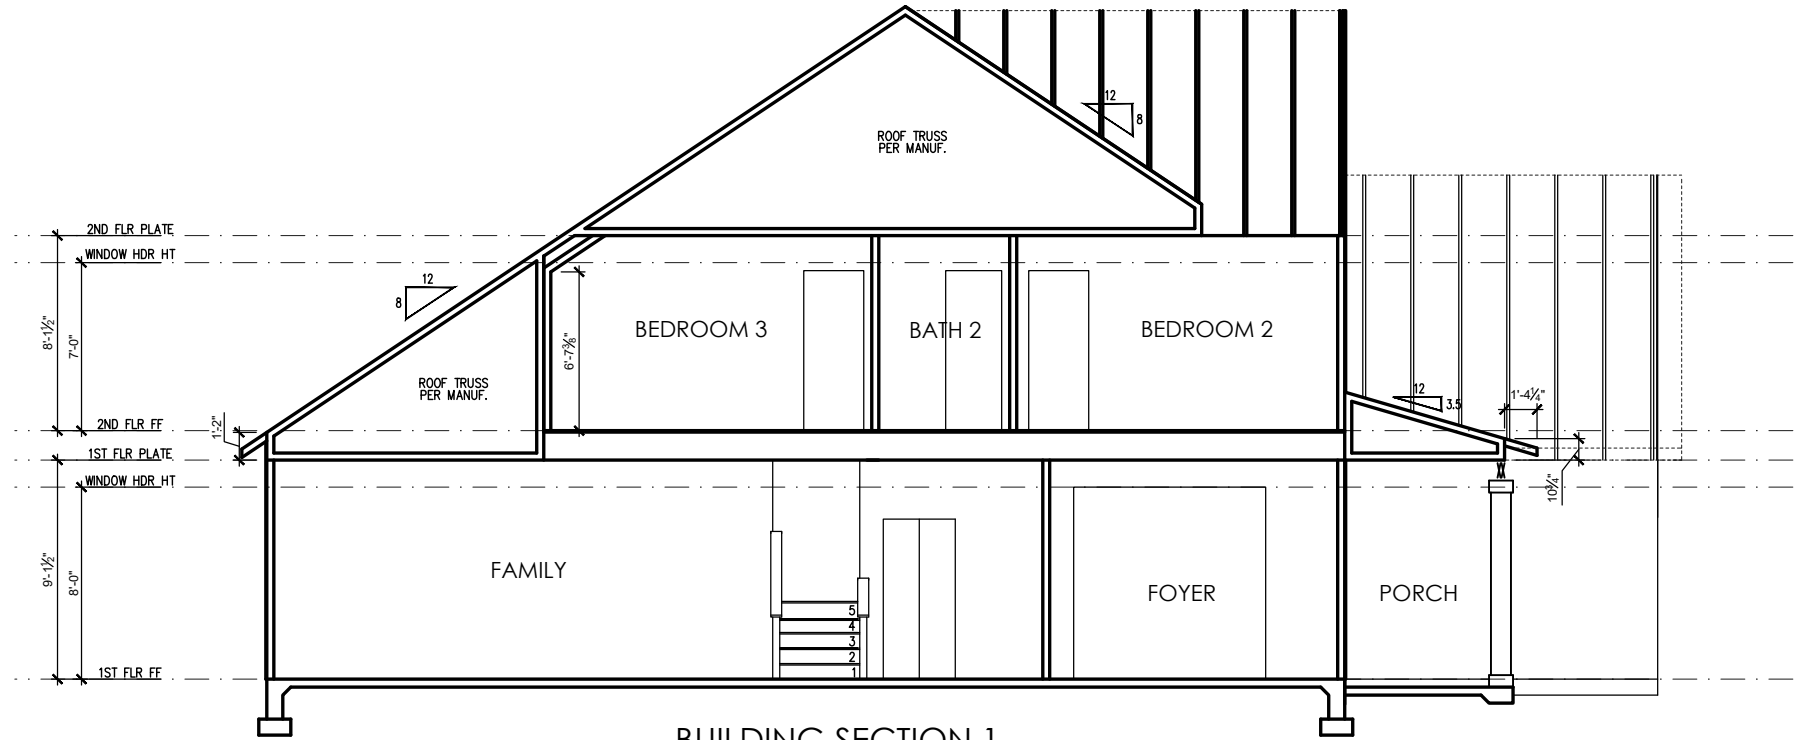 12
8
ROOF TRUSS
PER MANUF.
2ND FLR PLATE
WINDOW HDR HT
12
8
8'-1½"
7'-0"
6'-7⅜"
BEDROOM 3
BATH 2
BEDROOM 2
ROOF TRUSS
PER MANUF.
12
3.5
1'-4¼"
1'-2"
2ND FLR FF
1ST FLR PLATE
WINDOW HDR HT
10¾"
9'-1½"
8'-0"
FAMILY
FOYER
PORCH
5
4
3
2
1
1ST FLR FF
BUILDING SECTION 1